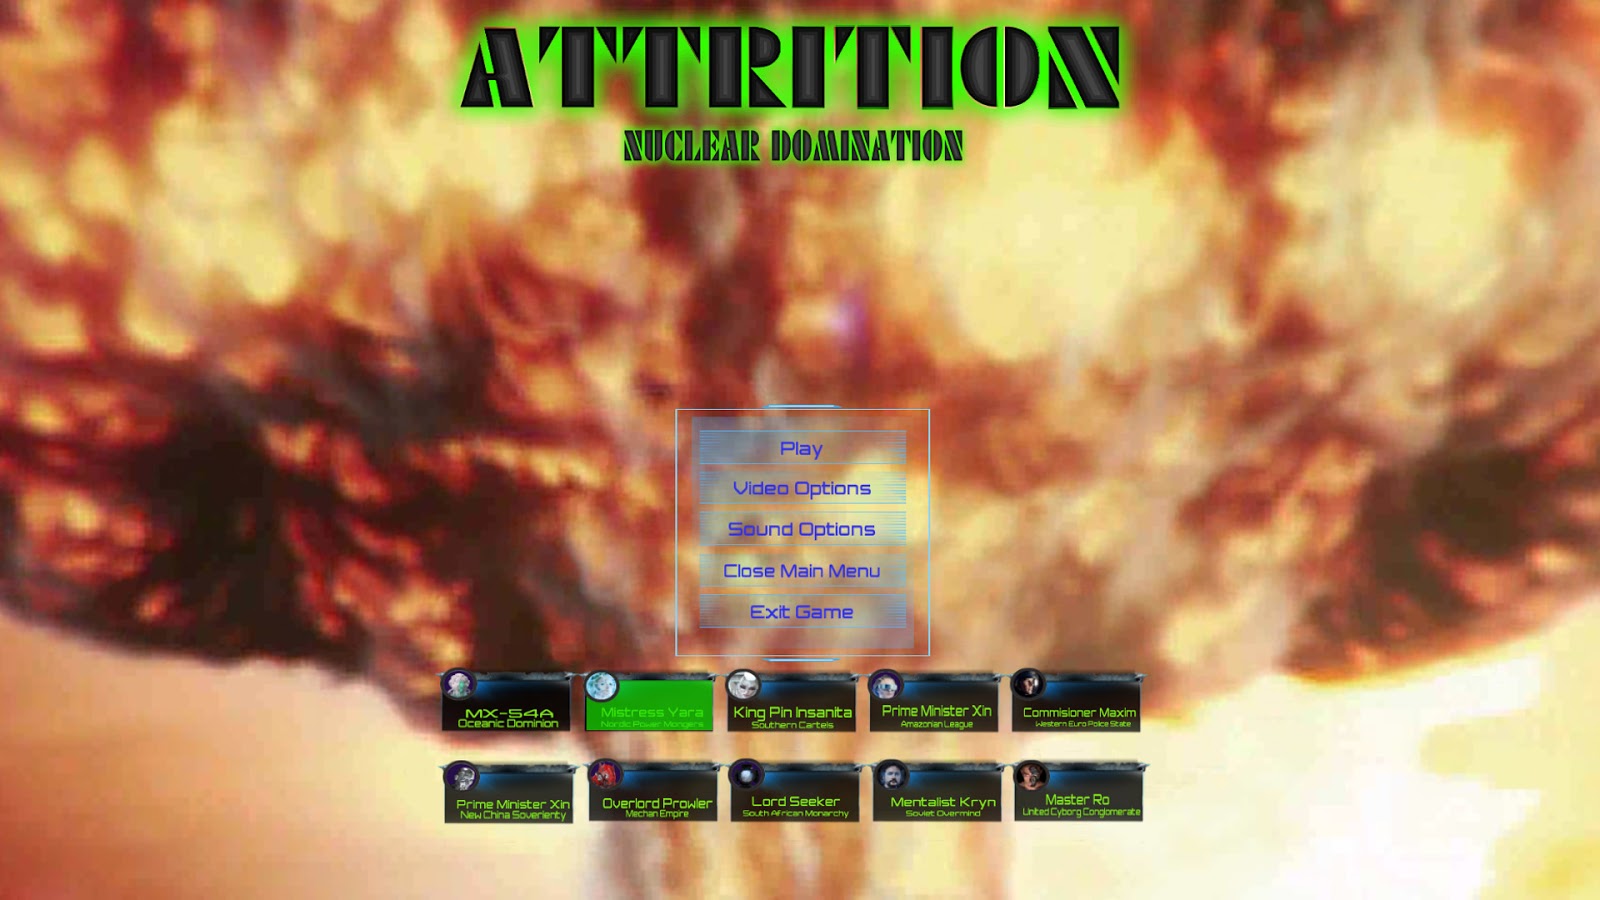 ATTRITION
NUCLEAR DOMINATION
Play
Video Options
Sound Options
Close Main Menu
Exit Game
MX-54A
Oceanic Dominion
Mistress Yara
Nordic Power Mongers
King Pin Insanita
Southern Cartels
Prime Minister Xin
Amazonian League
Commisioner Maxim
Western Euro Police State
Prime Minister Xin
New China Soverienty
Overlord Prowler
Mechan Empire
Lord Seeker
South African Monarchy
Mentalist Kryn
Soviet Overmind
Master Ro
United Cyborg Conglomerate